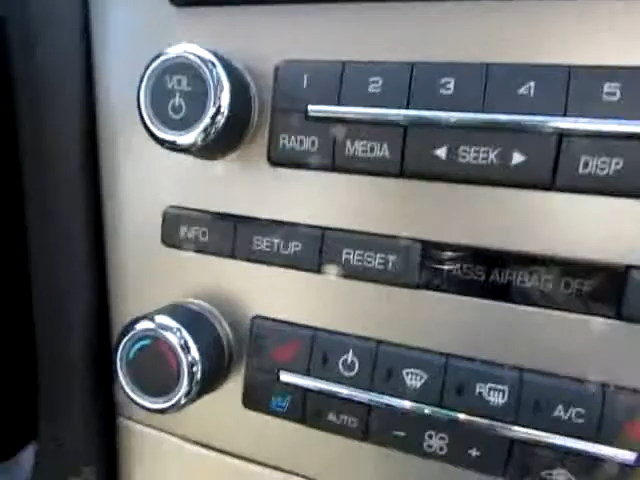 VOL
1 2 3 4 5
RADIO MEDIA ◀ SEEK ▶ DISP
INFO SETUP RESET PASS AIRBAG OFF
R A/C
AUTO - +